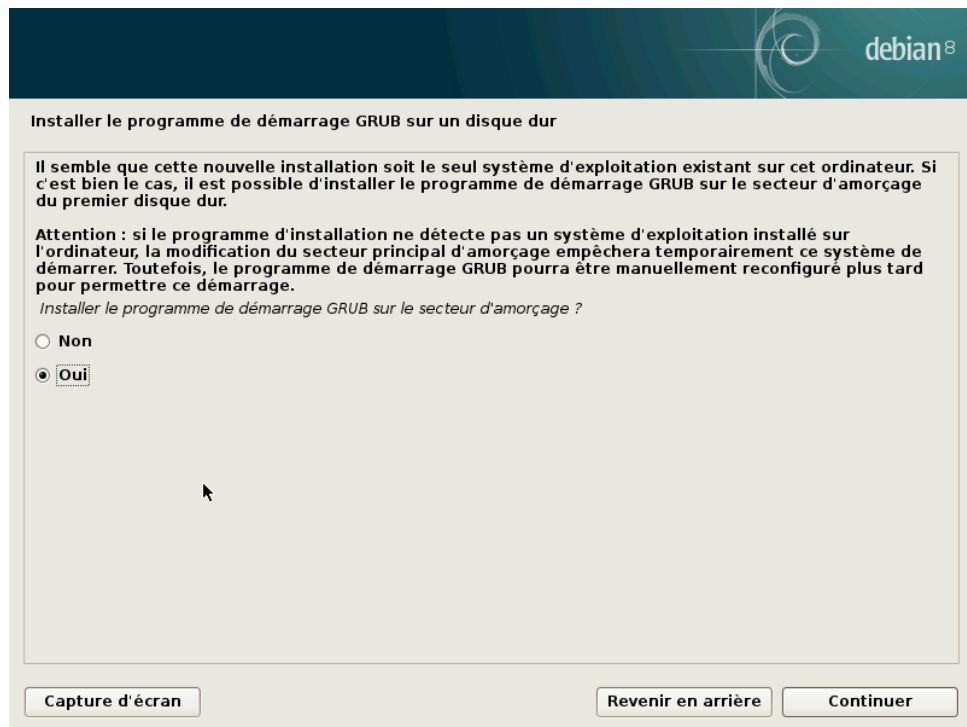 debian 8
Installer le programme de démarrage GRUB sur un disque dur
Il semble que cette nouvelle installation soit le seul système d'exploitation existant sur cet ordinateur. Si
c'est bien le cas, il est possible d'installer le programme de démarrage GRUB sur le secteur d'amorçage
du premier disque dur.
Attention : si le programme d'installation ne détecte pas un système d'exploitation installé sur
l'ordinateur, la modification du secteur principal d'amorçage empêchera temporairement ce système de
démarrer. Toutefois, le programme de démarrage GRUB pourra être manuellement reconfiguré plus tard
pour permettre ce démarrage.
Installer le programme de démarrage GRUB sur le secteur d'amorçage ?
Non
Oui
Capture d'écran
Revenir en arrière
Continuer